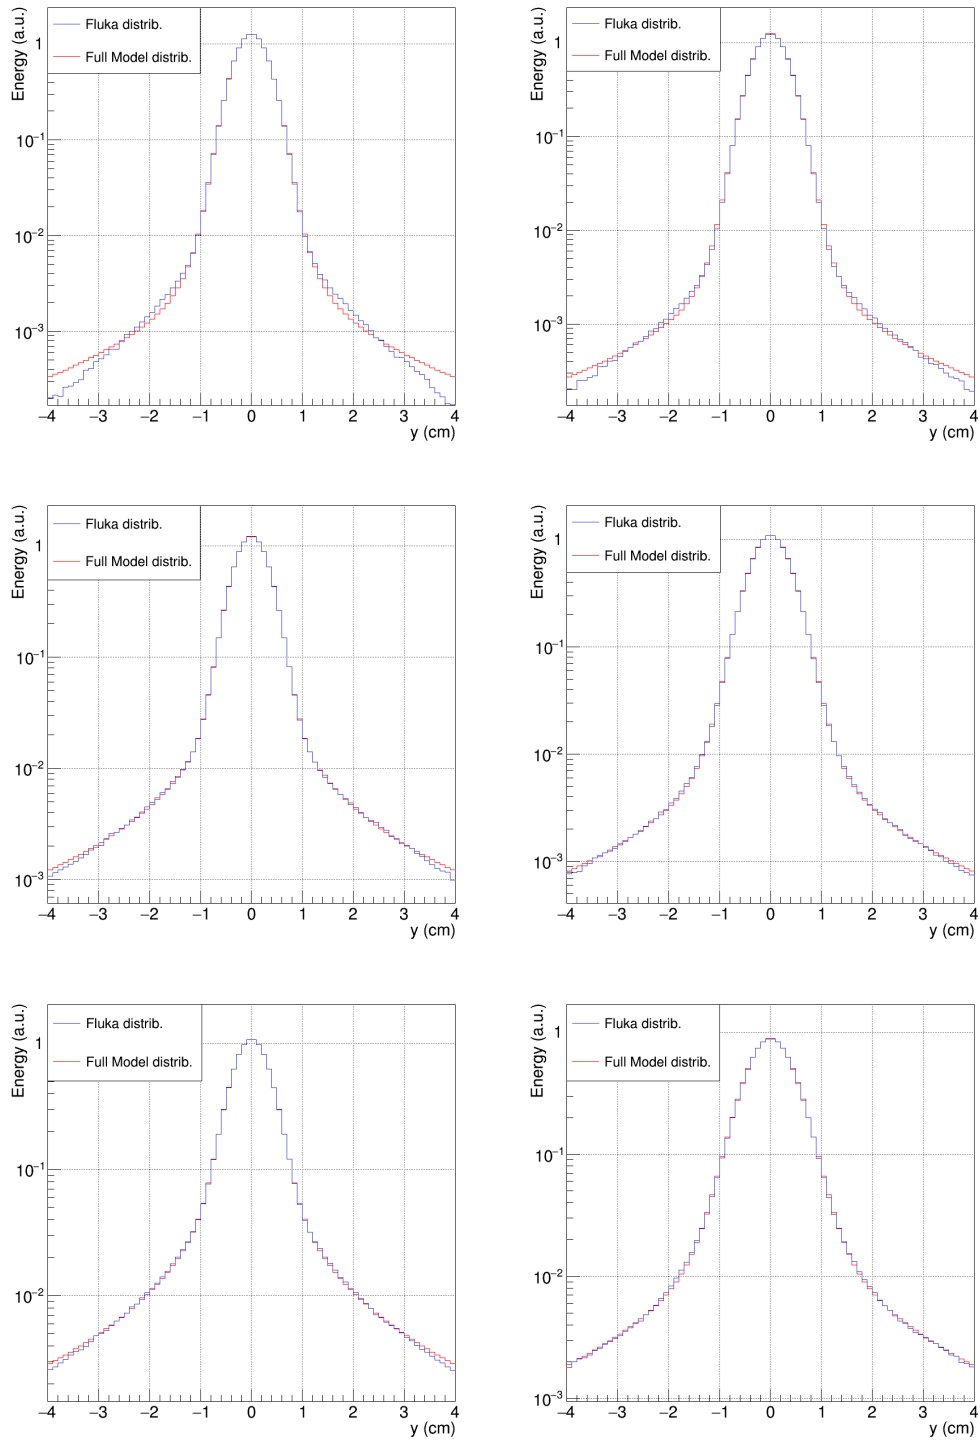 Energy (a.u.)
Fluka distrib.
Full Model distrib.
1
10⁻¹
10⁻²
10⁻³
−4 −3 −2 −1 0 1 2 3 4
y (cm)
Energy (a.u.)
Fluka distrib.
Full Model distrib.
1
10⁻¹
10⁻²
10⁻³
−4 −3 −2 −1 0 1 2 3 4
y (cm)
Energy (a.u.)
Fluka distrib.
Full Model distrib.
1
10⁻¹
10⁻²
10⁻³
−4 −3 −2 −1 0 1 2 3 4
y (cm)
Energy (a.u.)
Fluka distrib.
Full Model distrib.
1
10⁻¹
10⁻²
10⁻³
−4 −3 −2 −1 0 1 2 3 4
y (cm)
Energy (a.u.)
Fluka distrib.
Full Model distrib.
1
10⁻¹
10⁻²
−4 −3 −2 −1 0 1 2 3 4
y (cm)
Energy (a.u.)
Fluka distrib.
Full Model distrib.
1
10⁻¹
10⁻²
10⁻³
−4 −3 −2 −1 0 1 2 3 4
y (cm)